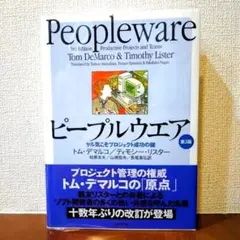 Peopleware
3rd Edition Productive Projects and Teams
Tom DeMarco & Timothy Lister
ピープルウエア
第3版
ヤル気こそプロジェクト成功の鍵
トム・デマルコ/ティモシー・リスター
プロジェクト管理の権威
トム・デマルコの「原点」
十数年ぶりの改訂が登場